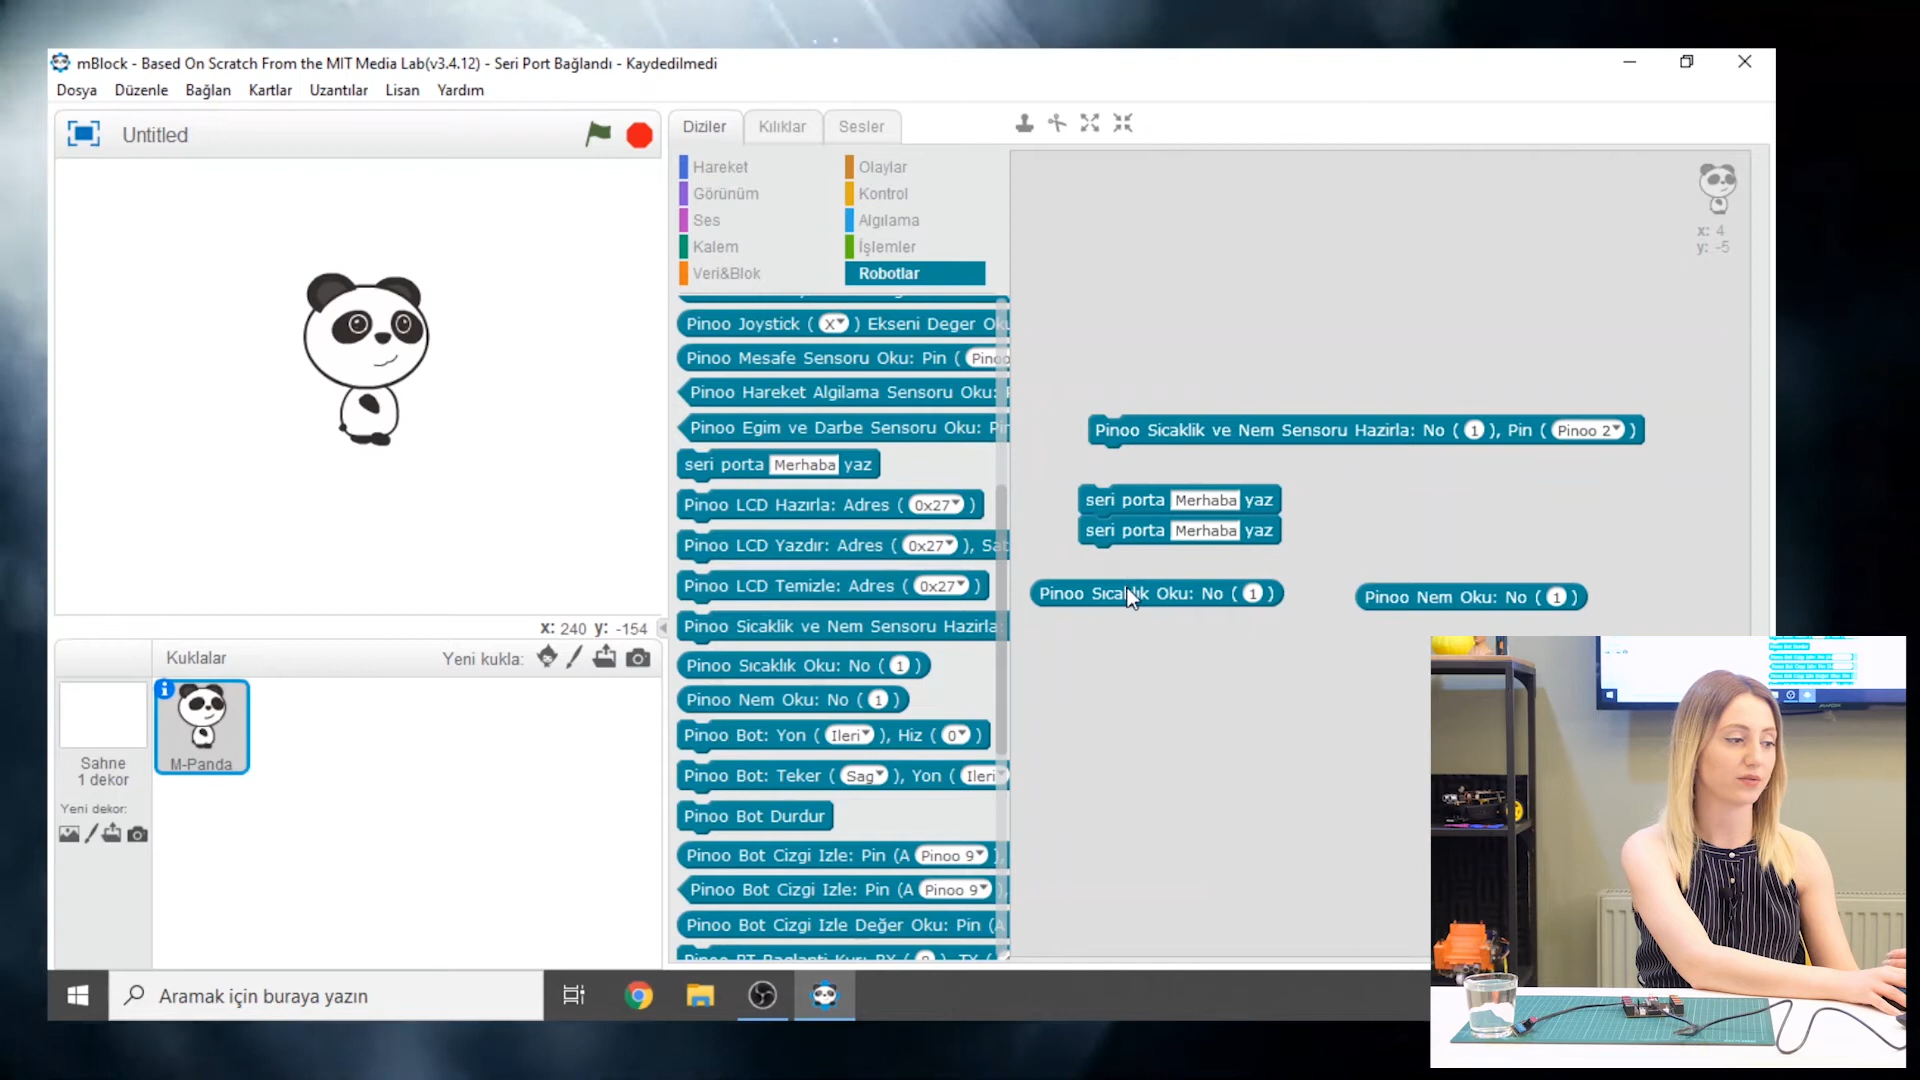 mBlock - Based On Scratch From the MIT Media Lab(v3.4.12) - Seri Port Bağlandı - Kaydedilmedi
Dosya Düzenle Bağlan Kartlar Uzantılar Lisan Yardım
Untitled
Diziler Kılıklar Sesler
Hareket Olaylar
Görünüm Kontrol
Ses Algılama
Kalem İşlemler
Veri&Blok Robotlar
x: 4
y: -5
Pinoo Joystick ( X ) Ekseni Deger Ok
Pinoo Mesafe Sensoru Oku: Pin ( Pinoo
Pinoo Hareket Algilama Sensoru Oku:
Pinoo Egim ve Darbe Sensoru Oku: Pin
seri porta Merhaba yaz
Pinoo LCD Hazırla: Adres ( 0x27 )
Pinoo LCD Yazdır: Adres ( 0x27 ), Sat
Pinoo LCD Temizle: Adres ( 0x27 )
Pinoo Sicaklik ve Nem Sensoru Hazirla:
Pinoo Sıcaklık Oku: No ( 1 )
Pinoo Nem Oku: No ( 1 )
Pinoo Bot: Yon ( Ileri ), Hiz ( 0 )
Pinoo Bot: Teker ( Sag ), Yon ( Ileri
Pinoo Bot Durdur
Pinoo Bot Cizgi Izle: Pin (A Pinoo 9 ),
Pinoo Bot Cizgi Izle: Pin (A Pinoo 9
Pinoo Bot Cizgi Izle Değer Oku: Pin (A
Pinoo Sicaklik ve Nem Sensoru Hazirla: No ( 1 ), Pin ( Pinoo 2 )
seri porta Merhaba yaz
seri porta Merhaba yaz
Pinoo Sıcaklık Oku: No ( 1 )
Pinoo Nem Oku: No ( 1 )
x: 240 y: -154
Kuklalar Yeni kukla:
M-Panda
Sahne
1 dekor
Yeni dekor:
Aramak için buraya yazın